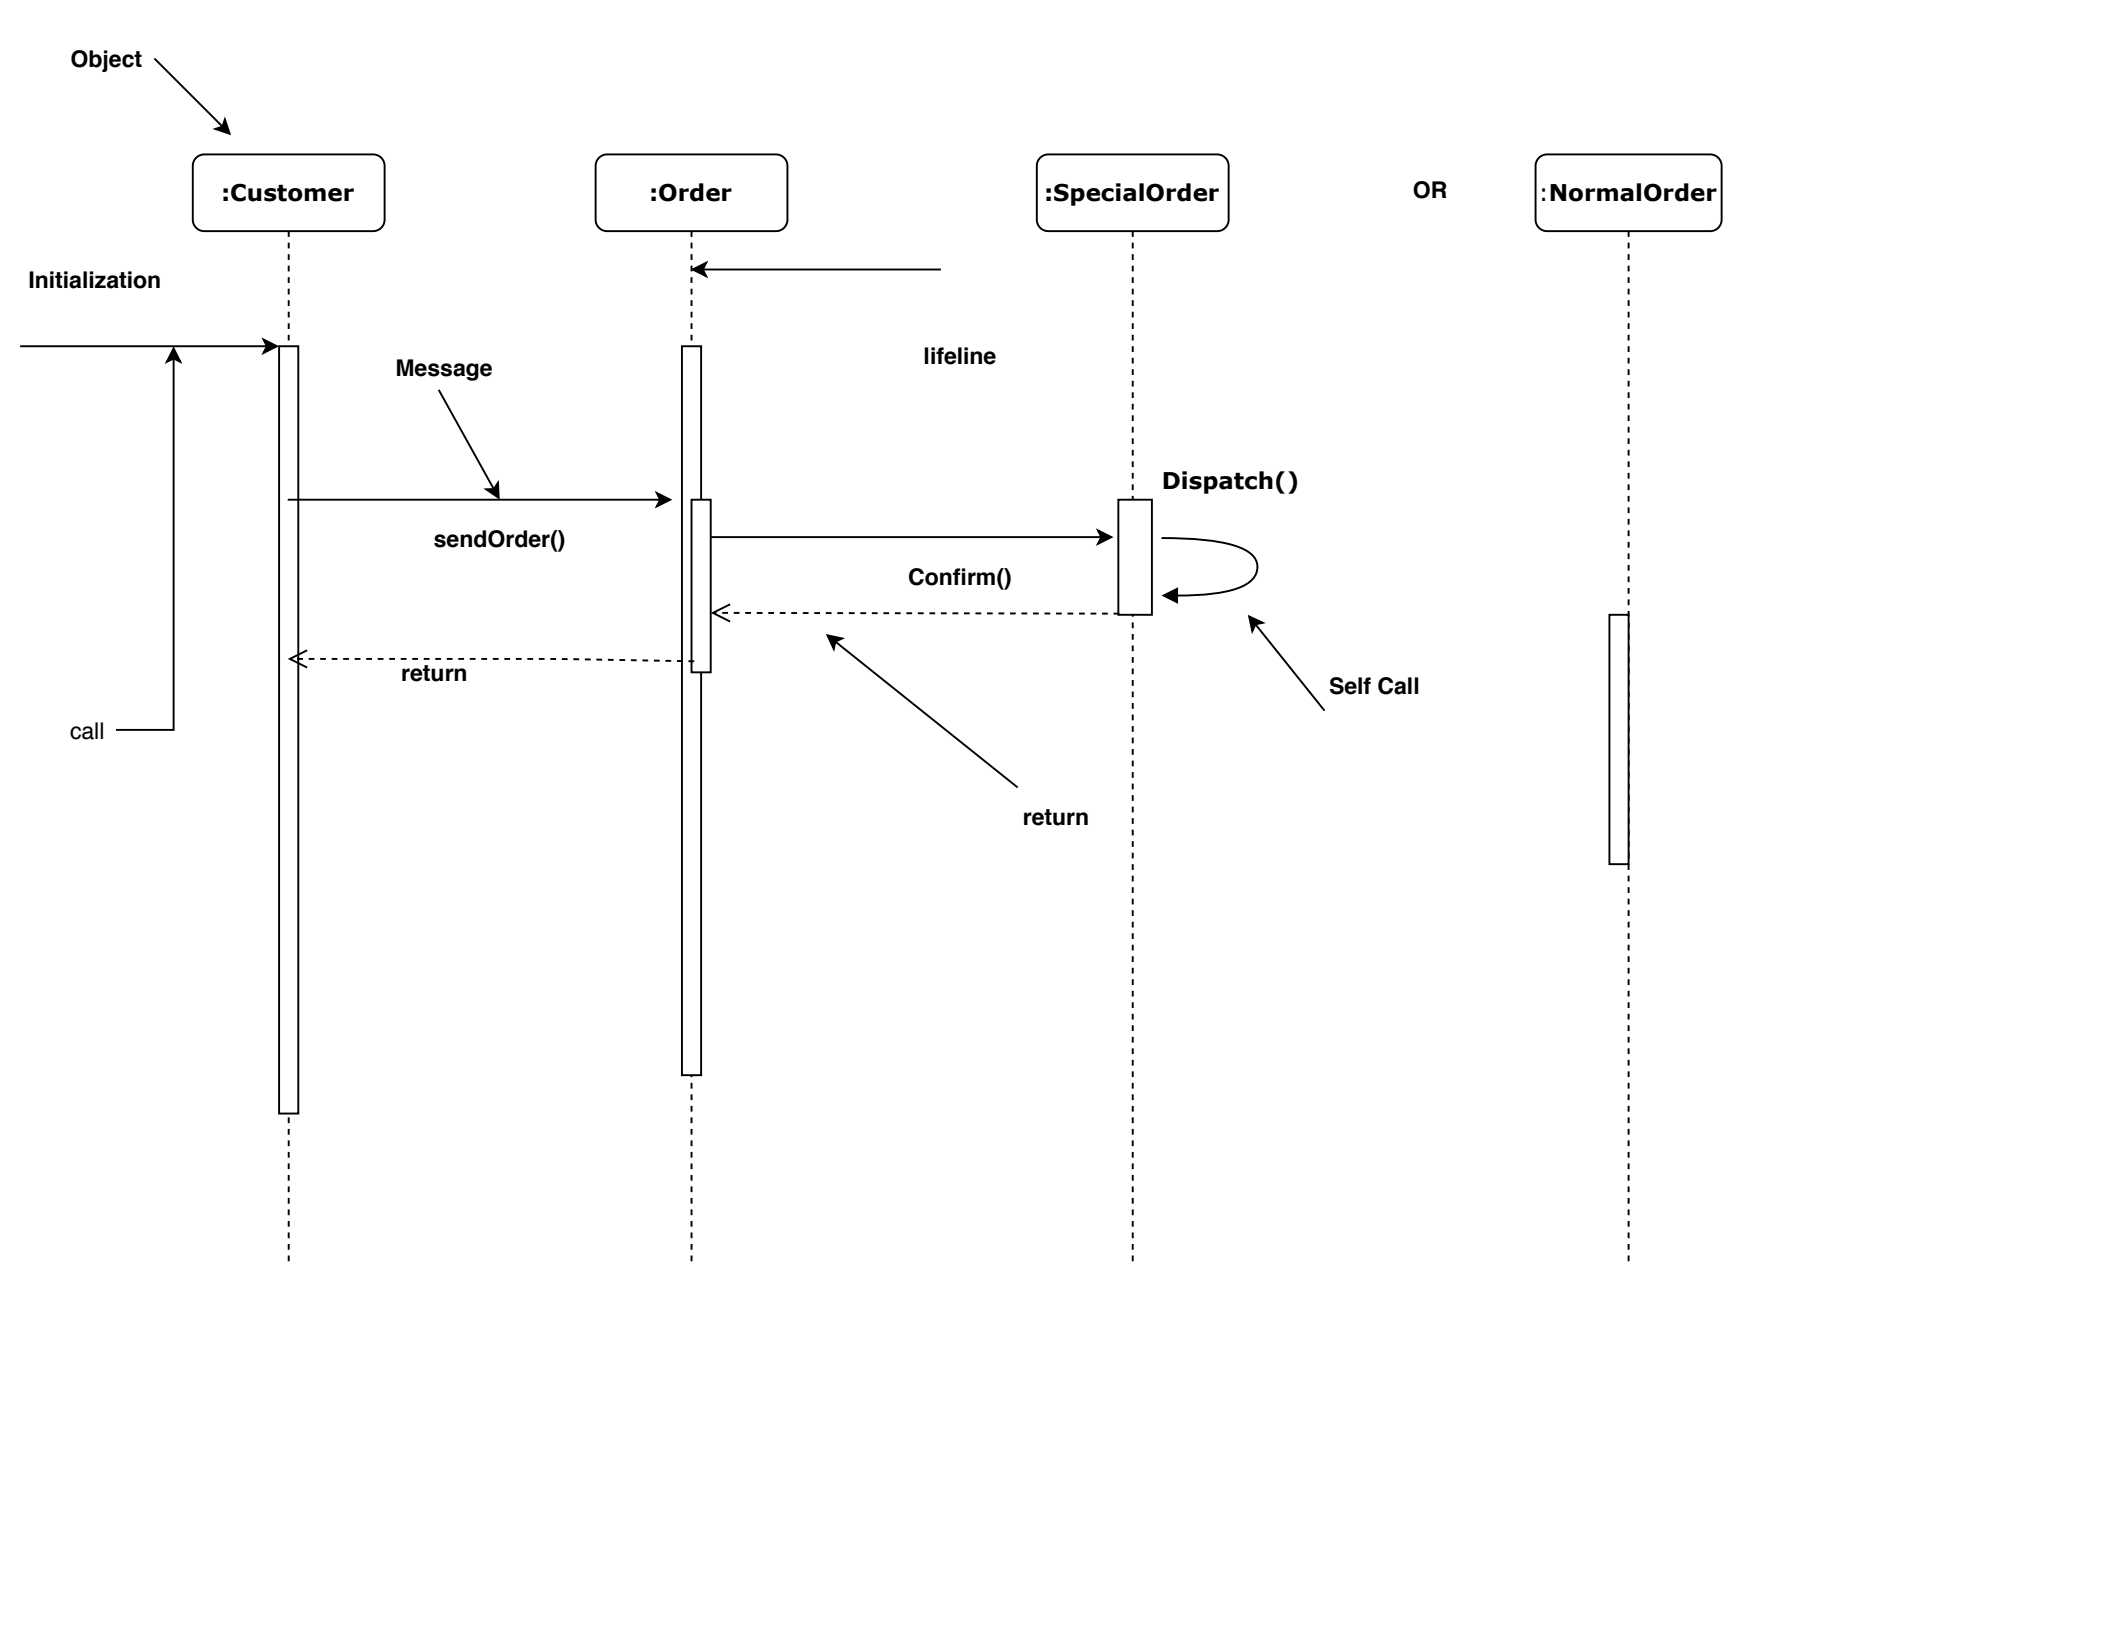 Object
:Customer
:Order
:SpecialOrder
OR
:NormalOrder
Initialization
lifeline
Message
Dispatch()
sendOrder()
Confirm()
return
Self Call
call
return